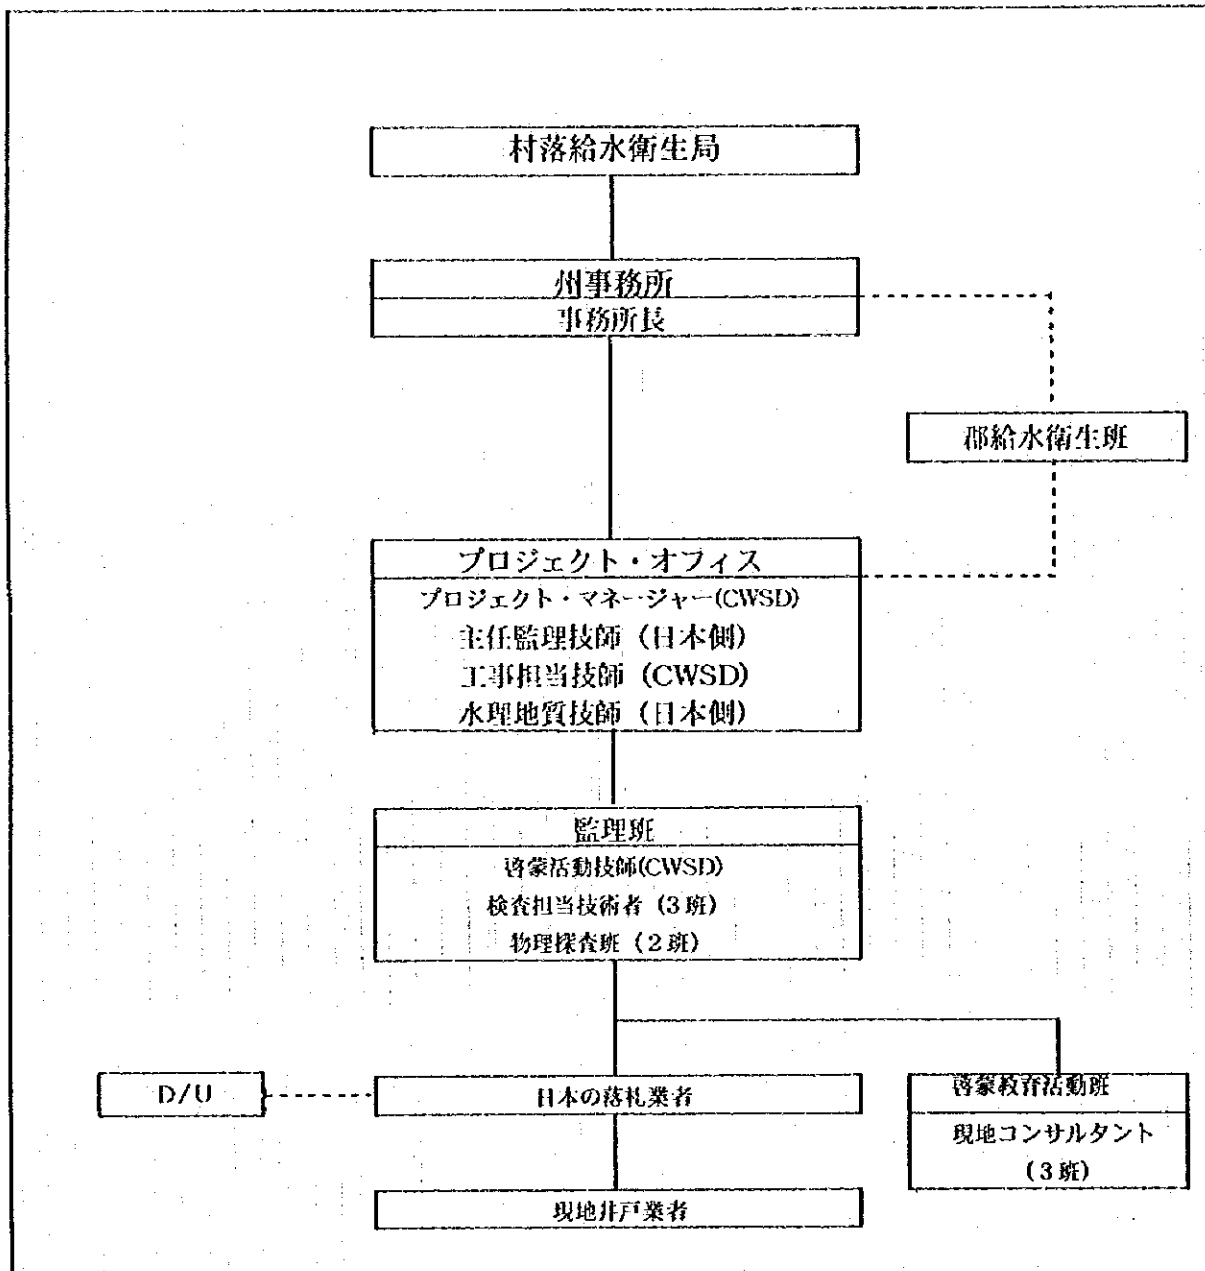 村落給水衛生局
州事務所
事務所長
郡給水衛生班
プロジェクト・オフィス
プロジェクト・マネージャー(CWSD)
主任監理技師 (日本側)
工事担当技師 (CWSD)
水理地質技師 (日本側)
監理班
啓蒙活動技師(CWSD)
検査担当技術者 (3班)
物理探査班 (2班)
D/U
日本の落札業者
啓蒙教育活動班
現地コンサルタント
(3班)
現地井戸業者